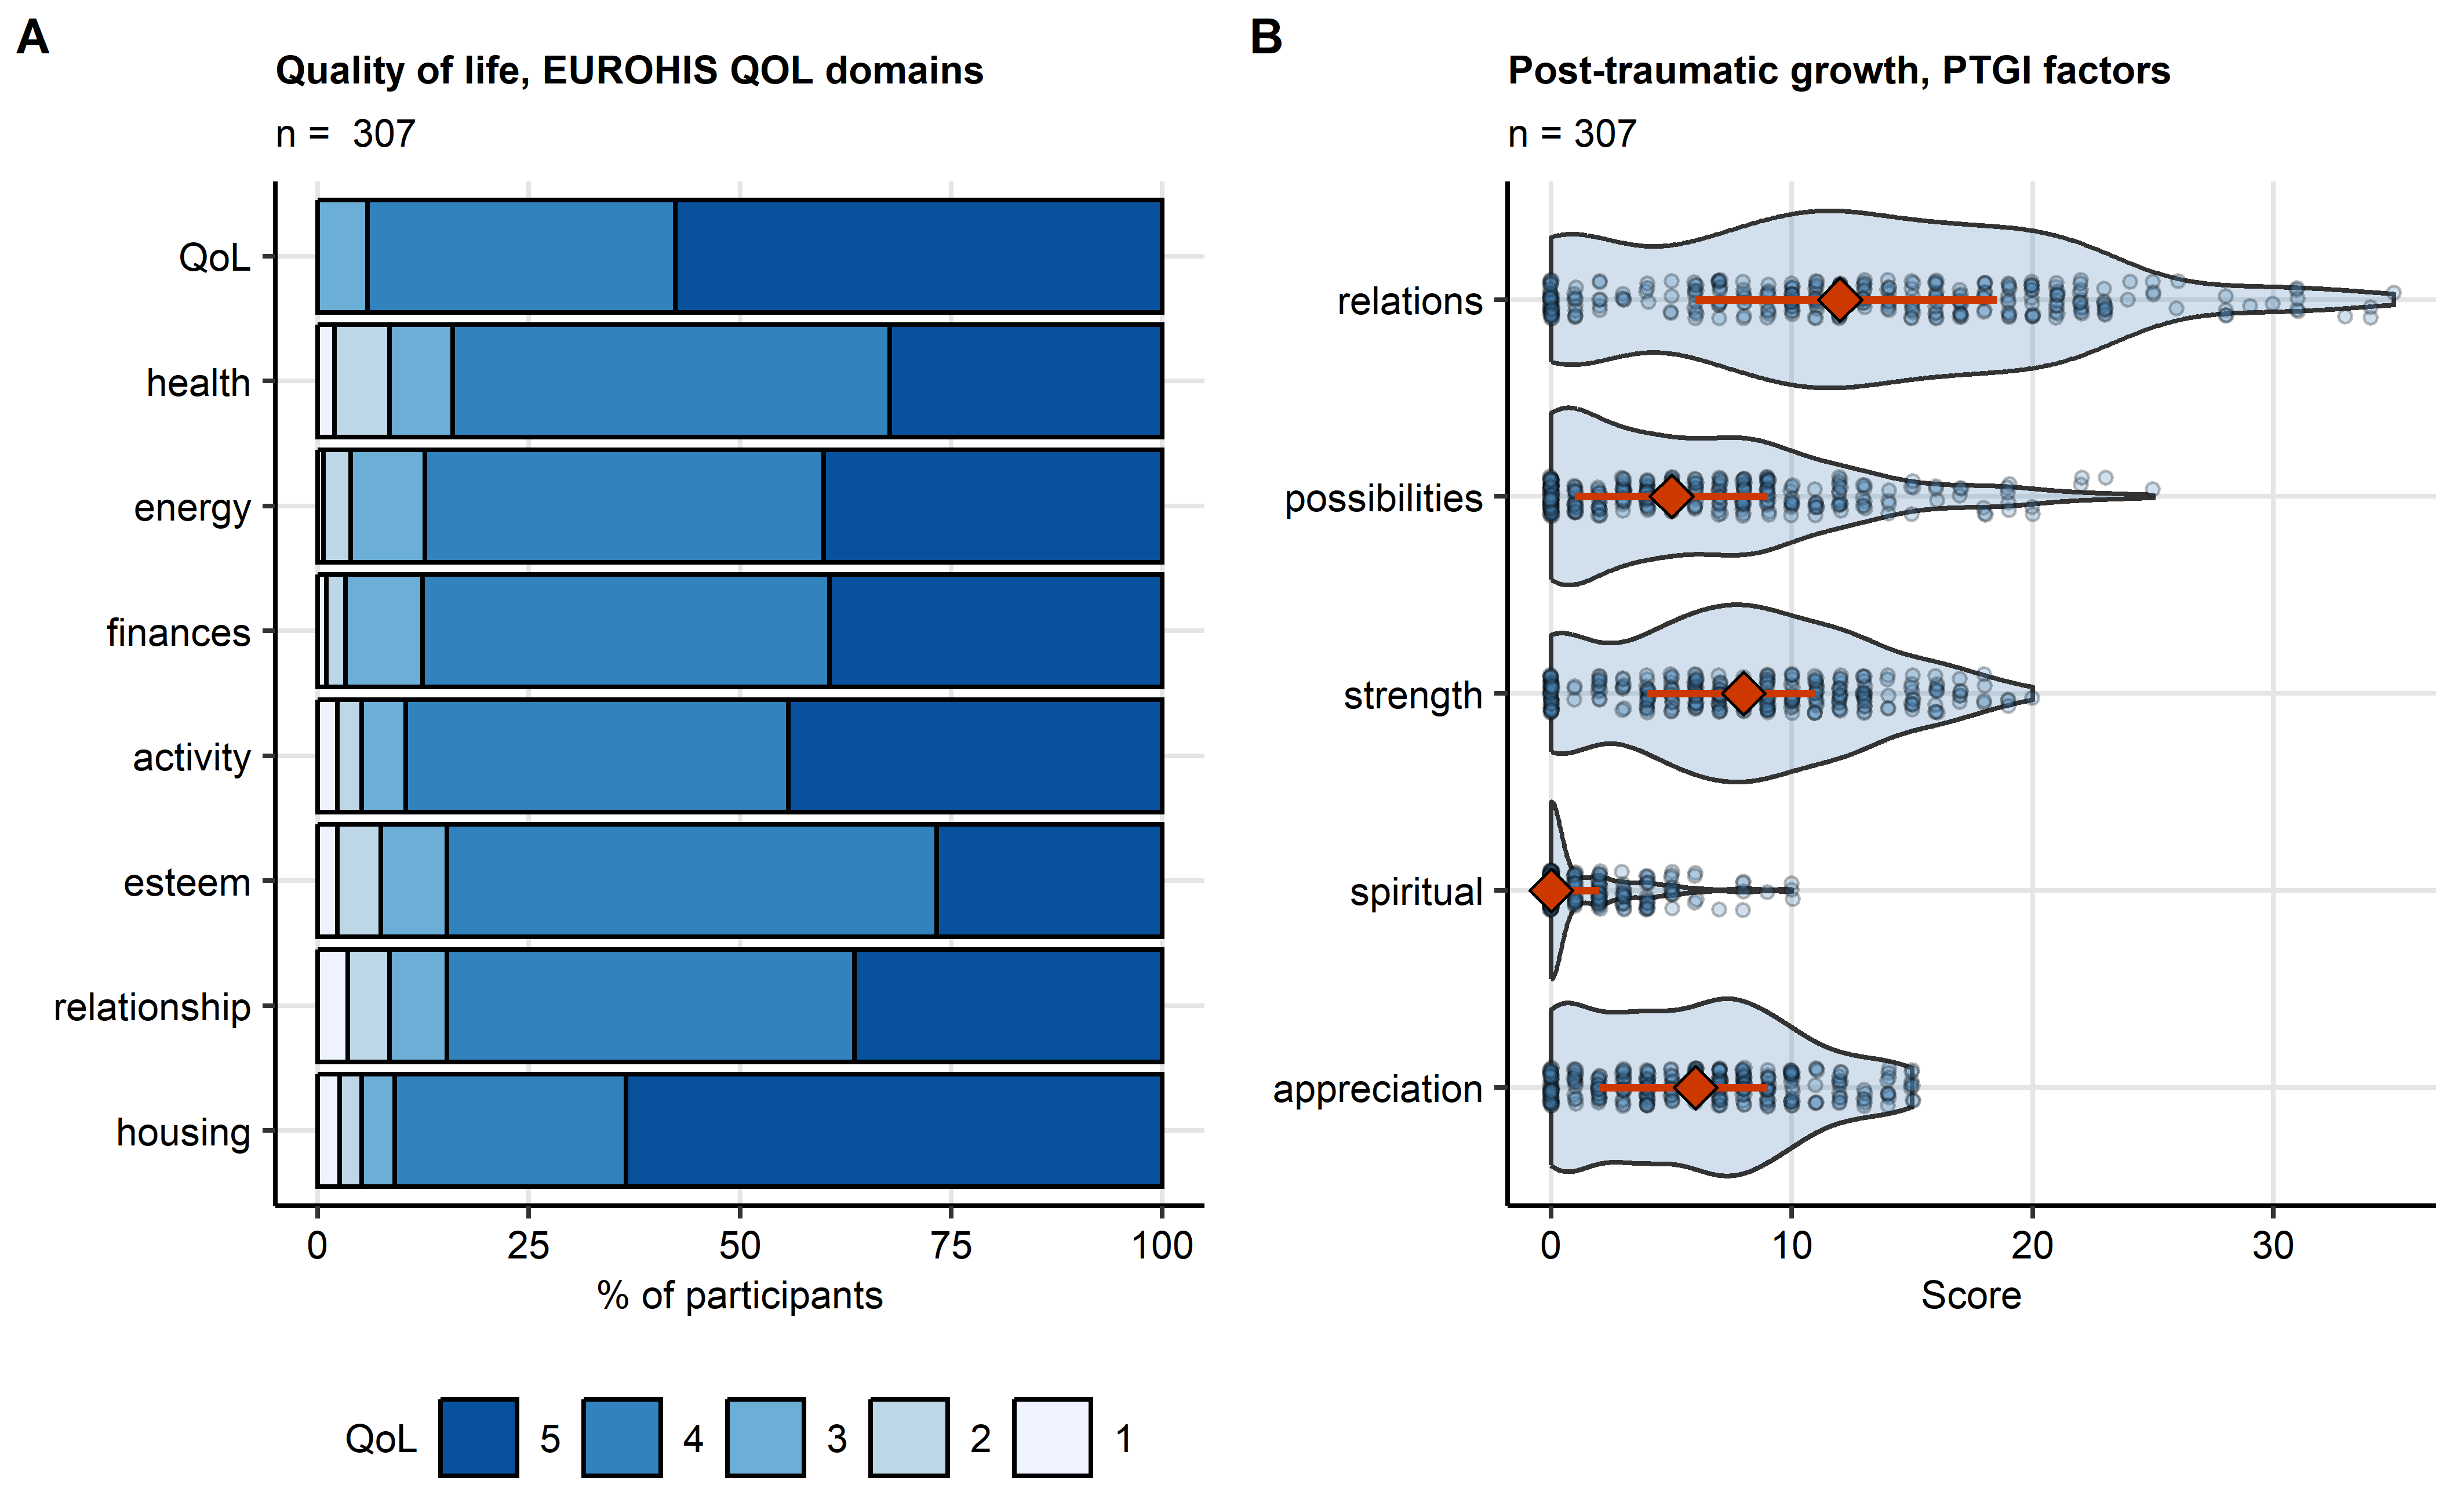 A
Quality of life, EUROHIS QOL domains
n =  307
QoL
health
energy
finances
activity
esteem
relationship
housing
0 25 50 75 100
% of participants
QoL 5 4 3 2 1
B
Post-traumatic growth, PTGI factors
n = 307
relations
possibilities
strength
spiritual
appreciation
0 10 20 30
Score